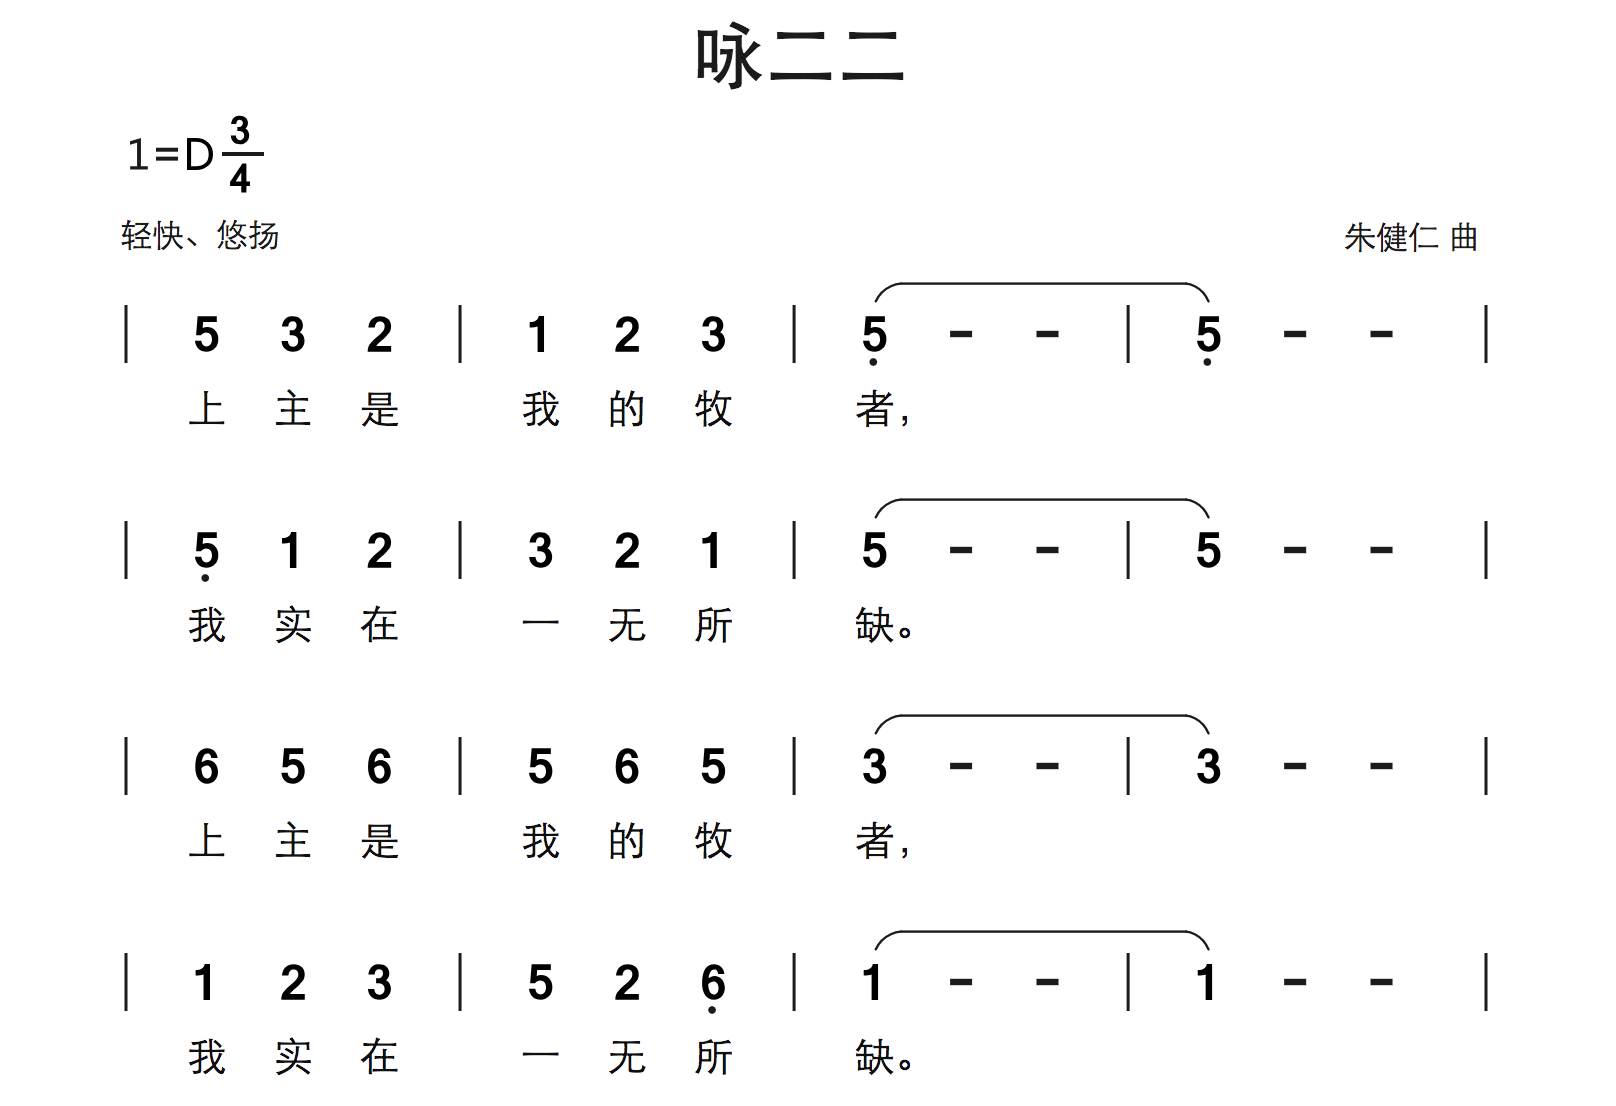 咏二二
1=D 3/4
轻快、悠扬 朱健仁 曲
| 5 3 2 | 1 2 3 | 5̣ - - | 5̣ - - |
上 主 是 我 的 牧 者，
| 5̣ 1 2 | 3 2 1 | 5 - - | 5 - - |
我 实 在 一 无 所 缺。
| 6 5 6 | 5 6 5 | 3 - - | 3 - - |
上 主 是 我 的 牧 者，
| 1 2 3 | 5 2 6̣ | 1 - - | 1 - - |
我 实 在 一 无 所 缺。